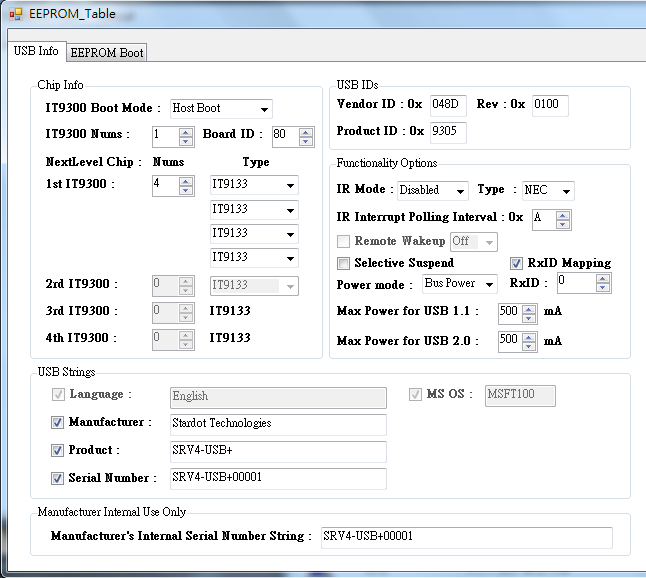 EEPROM_Table
USB Info EEPROM Boot
Chip Info
IT9300 Boot Mode : Host Boot
IT9300 Nums : 1 Board ID : 80
NextLevel Chip : Nums Type
1st IT9300 : 4 IT9133
IT9133
IT9133
IT9133
2rd IT9300 : 0 IT9133
3rd IT9300 : 0 IT9133
4th IT9300 : 0 IT9133
USB IDs
Vendor ID : 0x 048D Rev : 0x 0100
Product ID : 0x 9305
Functionality Options
IR Mode : Disabled Type : NEC
IR Interrupt Polling Interval : 0x A
Remote Wakeup Off
Selective Suspend RxID Mapping
Power mode : Bus Power RxID : 0
Max Power for USB 1.1 : 500 mA
Max Power for USB 2.0 : 500 mA
USB Strings
Language : English MS OS : MSFT100
Manufacturer : Stardot Technologies
Product : SRV4-USB+
Serial Number : SRV4-USB+00001
Manufacturer Internal Use Only
Manufacturer's Internal Serial Number String : SRV4-USB+00001